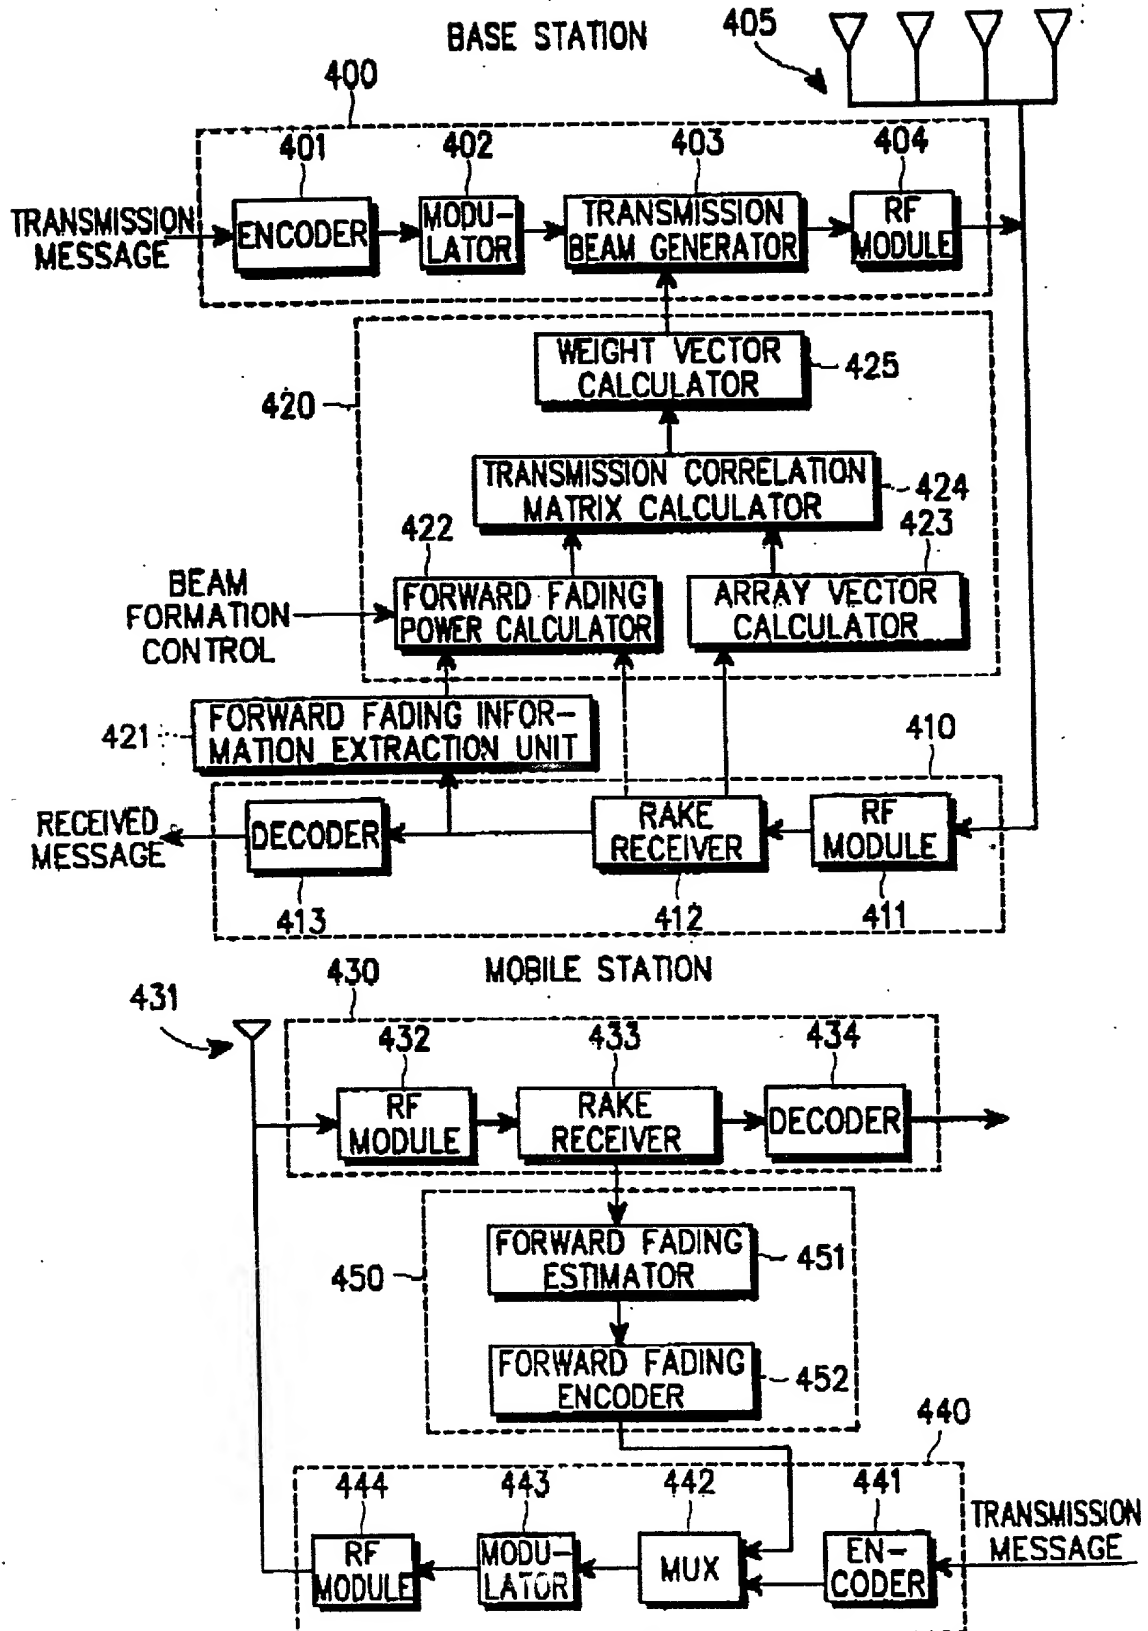 BASE STATION
405
400
401
402
403
404
TRANSMISSION
MESSAGE
ENCODER
MODU-
LATOR
TRANSMISSION
BEAM GENERATOR
RF
MODULE
WEIGHT VECTOR
CALCULATOR
425
420
TRANSMISSION CORRELATION
MATRIX CALCULATOR
424
422
423
BEAM
FORMATION
CONTROL
FORWARD FADING
POWER CALCULATOR
ARRAY VECTOR
CALCULATOR
421
FORWARD FADING INFOR-
MATION EXTRACTION UNIT
410
RECEIVED
MESSAGE
DECODER
RAKE
RECEIVER
RF
MODULE
413
412
411
MOBILE STATION
430
431
432
433
434
RF
MODULE
RAKE
RECEIVER
DECODER
450
FORWARD FADING
ESTIMATOR
451
FORWARD FADING
ENCODER
452
440
444
443
442
441
RF
MODULE
MODU-
LATOR
MUX
EN-
CODER
TRANSMISSION
MESSAGE